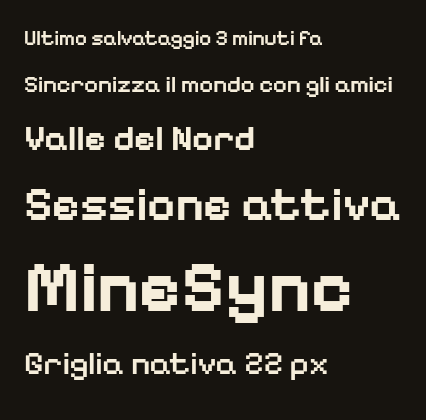 Ultimo salvataggio 3 minuti fa
Sincronizza il mondo con gli amici
Valle del Nord
Sessione attiva
MineSync
Griglia nativa 22 px